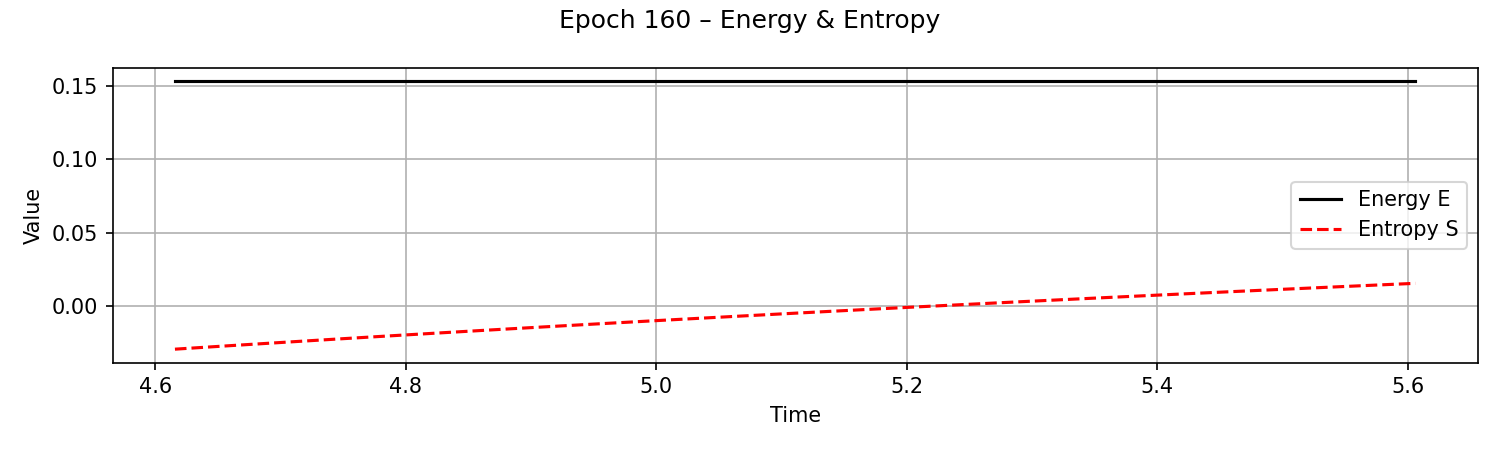 Epoch 160 – Energy & Entropy
0.15
0.10
0.05
0.00
Value
Energy E
Entropy S
4.6 4.8 5.0 5.2 5.4 5.6
Time